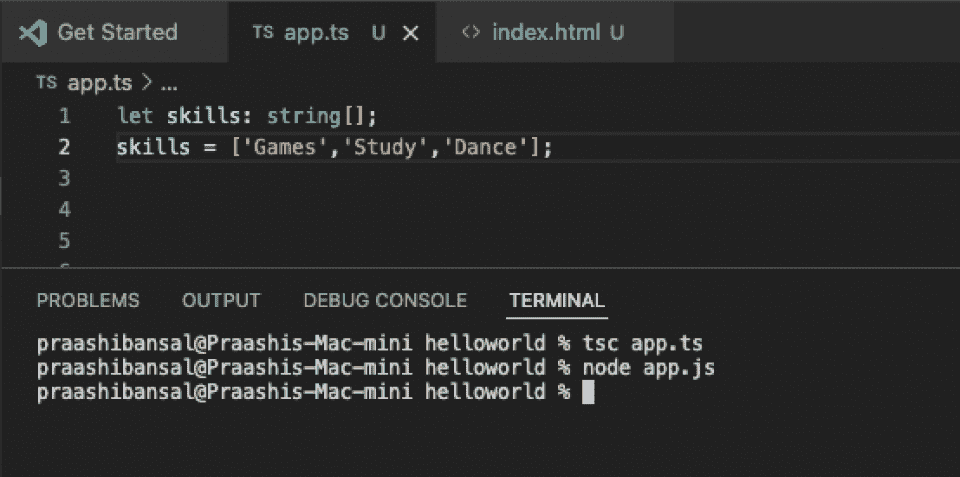 Get Started TS app.ts U × <> index.html U
TS app.ts > ...
1 let skills: string[];
2 skills = ['Games','Study','Dance'];
3
4
5
PROBLEMS OUTPUT DEBUG CONSOLE TERMINAL
praashibansal@Praashis-Mac-mini helloworld % tsc app.ts
praashibansal@Praashis-Mac-mini helloworld % node app.js
praashibansal@Praashis-Mac-mini helloworld %